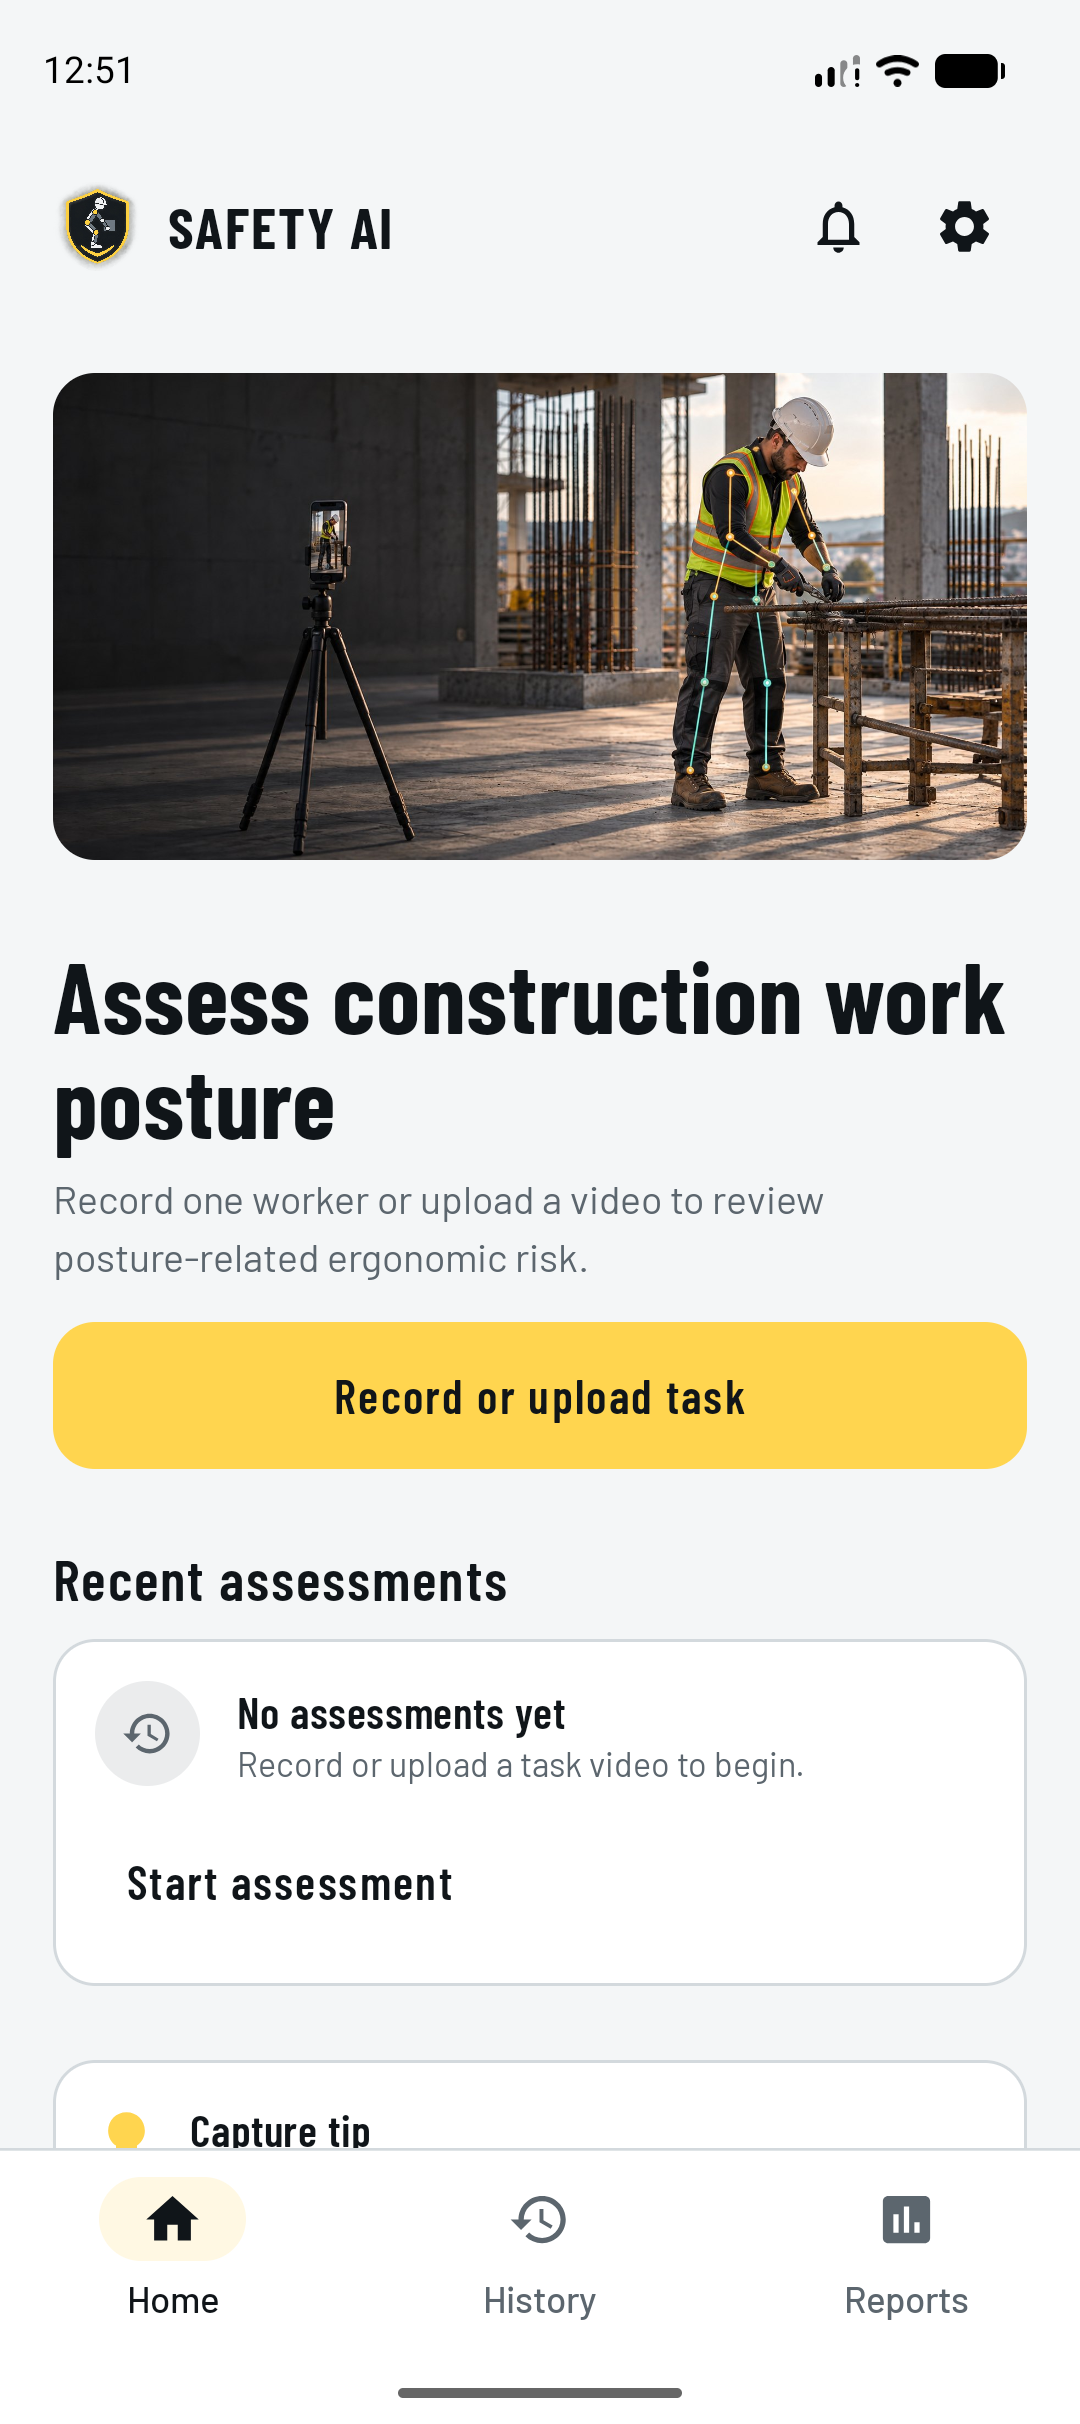 12:51
SAFETY AI
Assess construction work
posture
Record one worker or upload a video to review
posture-related ergonomic risk.
Record or upload task
Recent assessments
No assessments yet
Record or upload a task video to begin.
Start assessment
Capture tip
Home
History
Reports